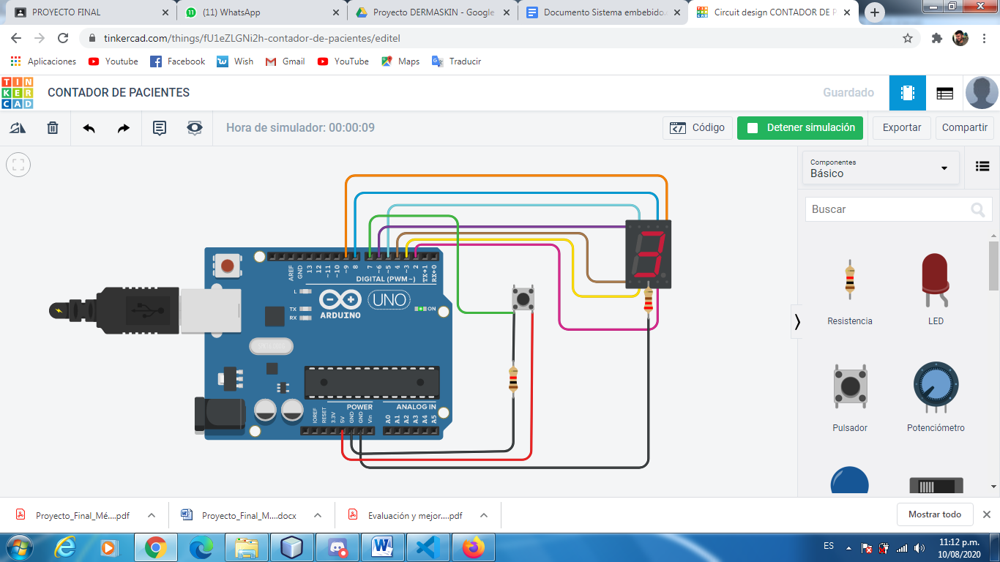 PROYECTO FINAL
(11) WhatsApp
Proyecto DERMASKIN - Google
Documento Sistema embebido.
Circuit design CONTADOR DE P
tinkercad.com/things/fU1eZLGNi2h-contador-de-pacientes/editel
Aplicaciones
Youtube
Facebook
Wish
Gmail
YouTube
Maps
Traducir
TINKERCAD
CONTADOR DE PACIENTES
Guardado
Hora de simulador: 00:00:09
Código
Detener simulación
Exportar
Compartir
Componentes
Básico
Buscar
Resistencia
LED
Pulsador
Potenciómetro
AREF
GND
13
12
~11
~10
~9
8
7
~6
~5
4
~3
2
TX→1
RX←0
DIGITAL (PWM~)
L
TX
RX
UNO
ARDUINO
ON
POWER
ANALOG IN
IOREF
RESET
3.3V
5V
GND
GND
Vin
A0
A1
A2
A3
A4
A5
3
Proyecto_Final_Mé....pdf
Proyecto_Final_M....docx
Evaluación y mejor....pdf
Mostrar todo
ES
11:12 p.m.
10/08/2020